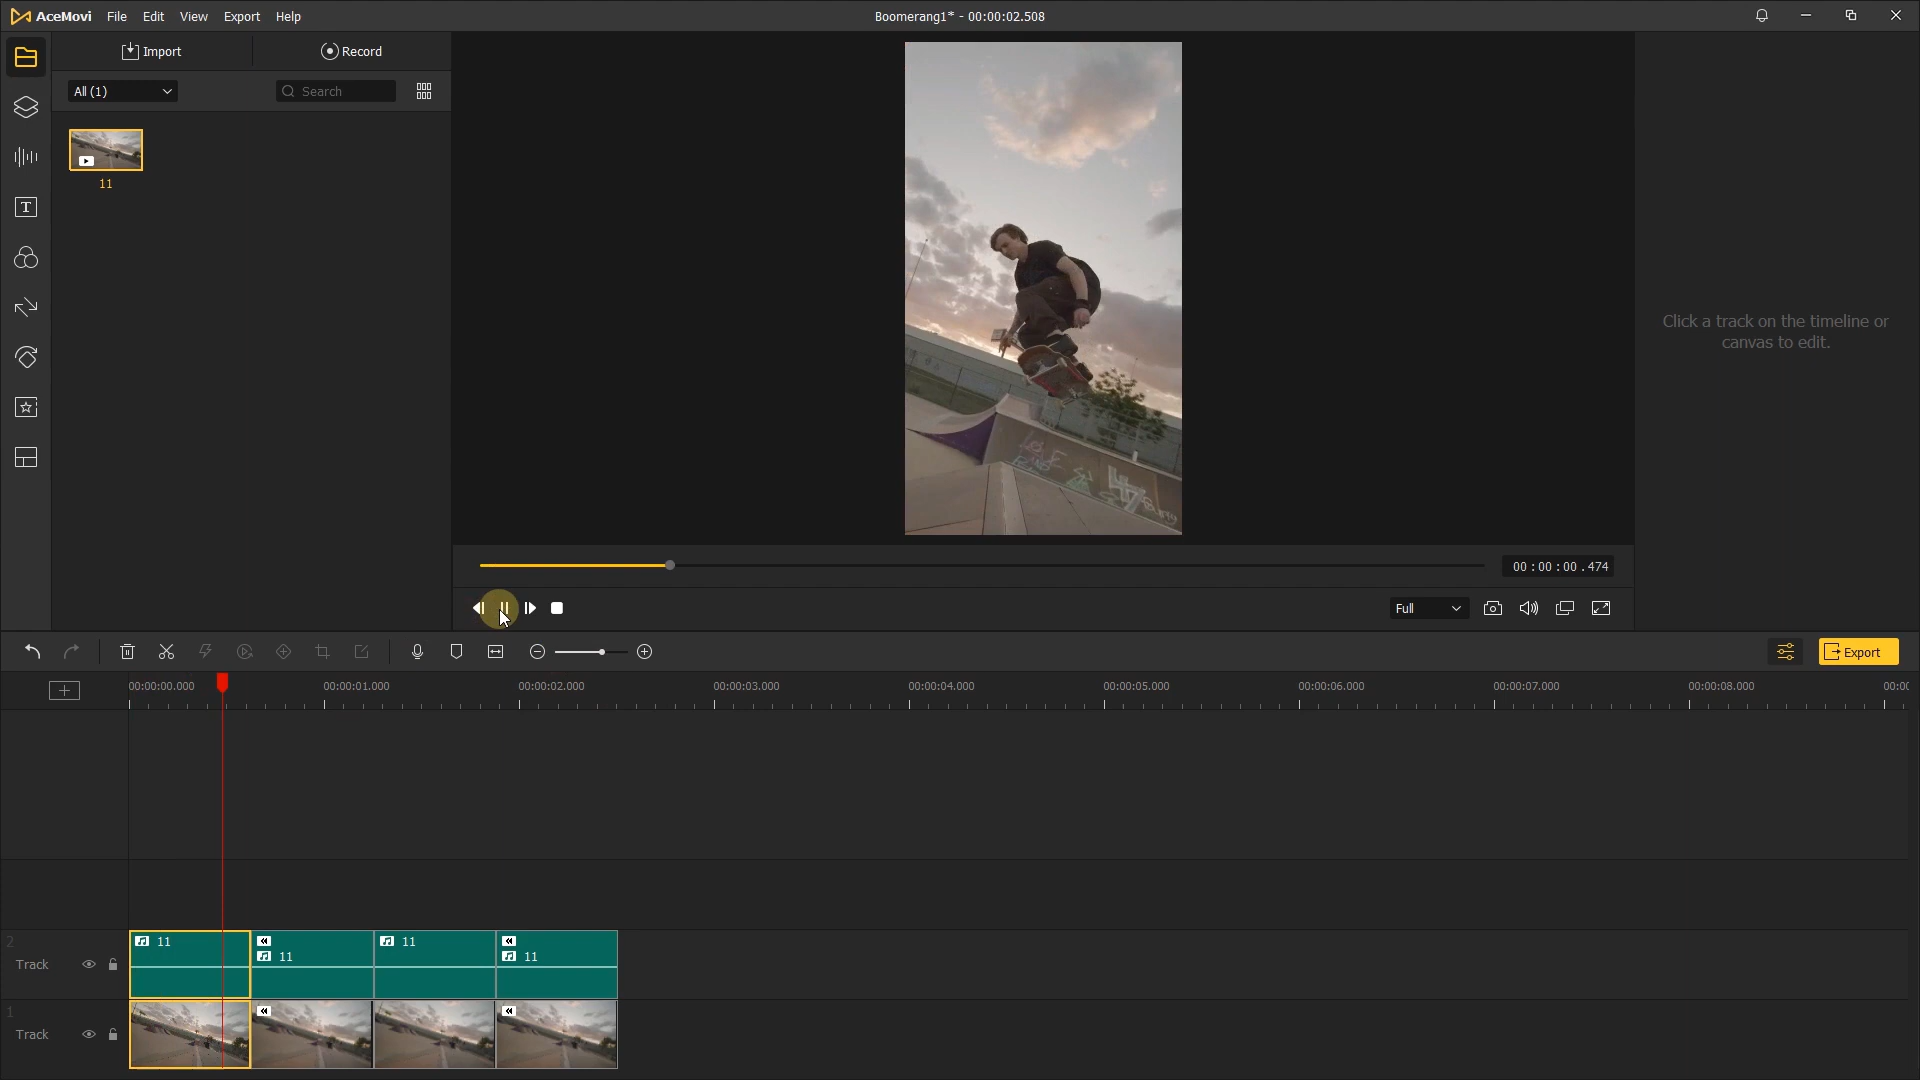 AceMovi File Edit View Export Help
Boomerang1* - 00:00:02.508
Import Record
All (1) Search
11
Click a track on the timeline or
canvas to edit.
00:00:00.474
Full
Export
00:00:00.000 00:00:01.000 00:00:02.000 00:00:03.000 00:00:04.000 00:00:05.000 00:00:06.000 00:00:07.000 00:00:08.000
2
Track
11 11 11 11
1
Track